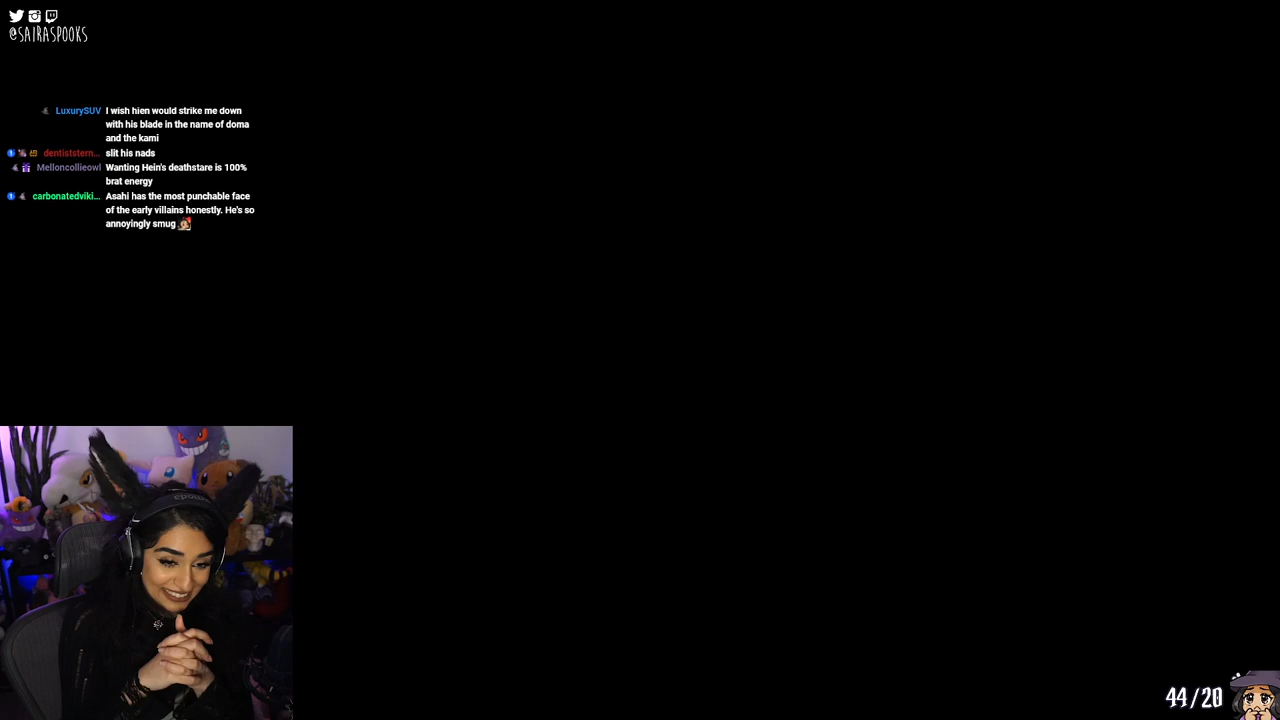 @SAIRASPOOKS
LuxurySUV I wish hien would strike me down
with his blade in the name of doma
and the kami
dentiststern... slit his nads
Melloncollieowl Wanting Hein's deathstare is 100%
brat energy
carbonatedviki... Asahi has the most punchable face
of the early villains honestly. He's so
annoyingly smug
44/20